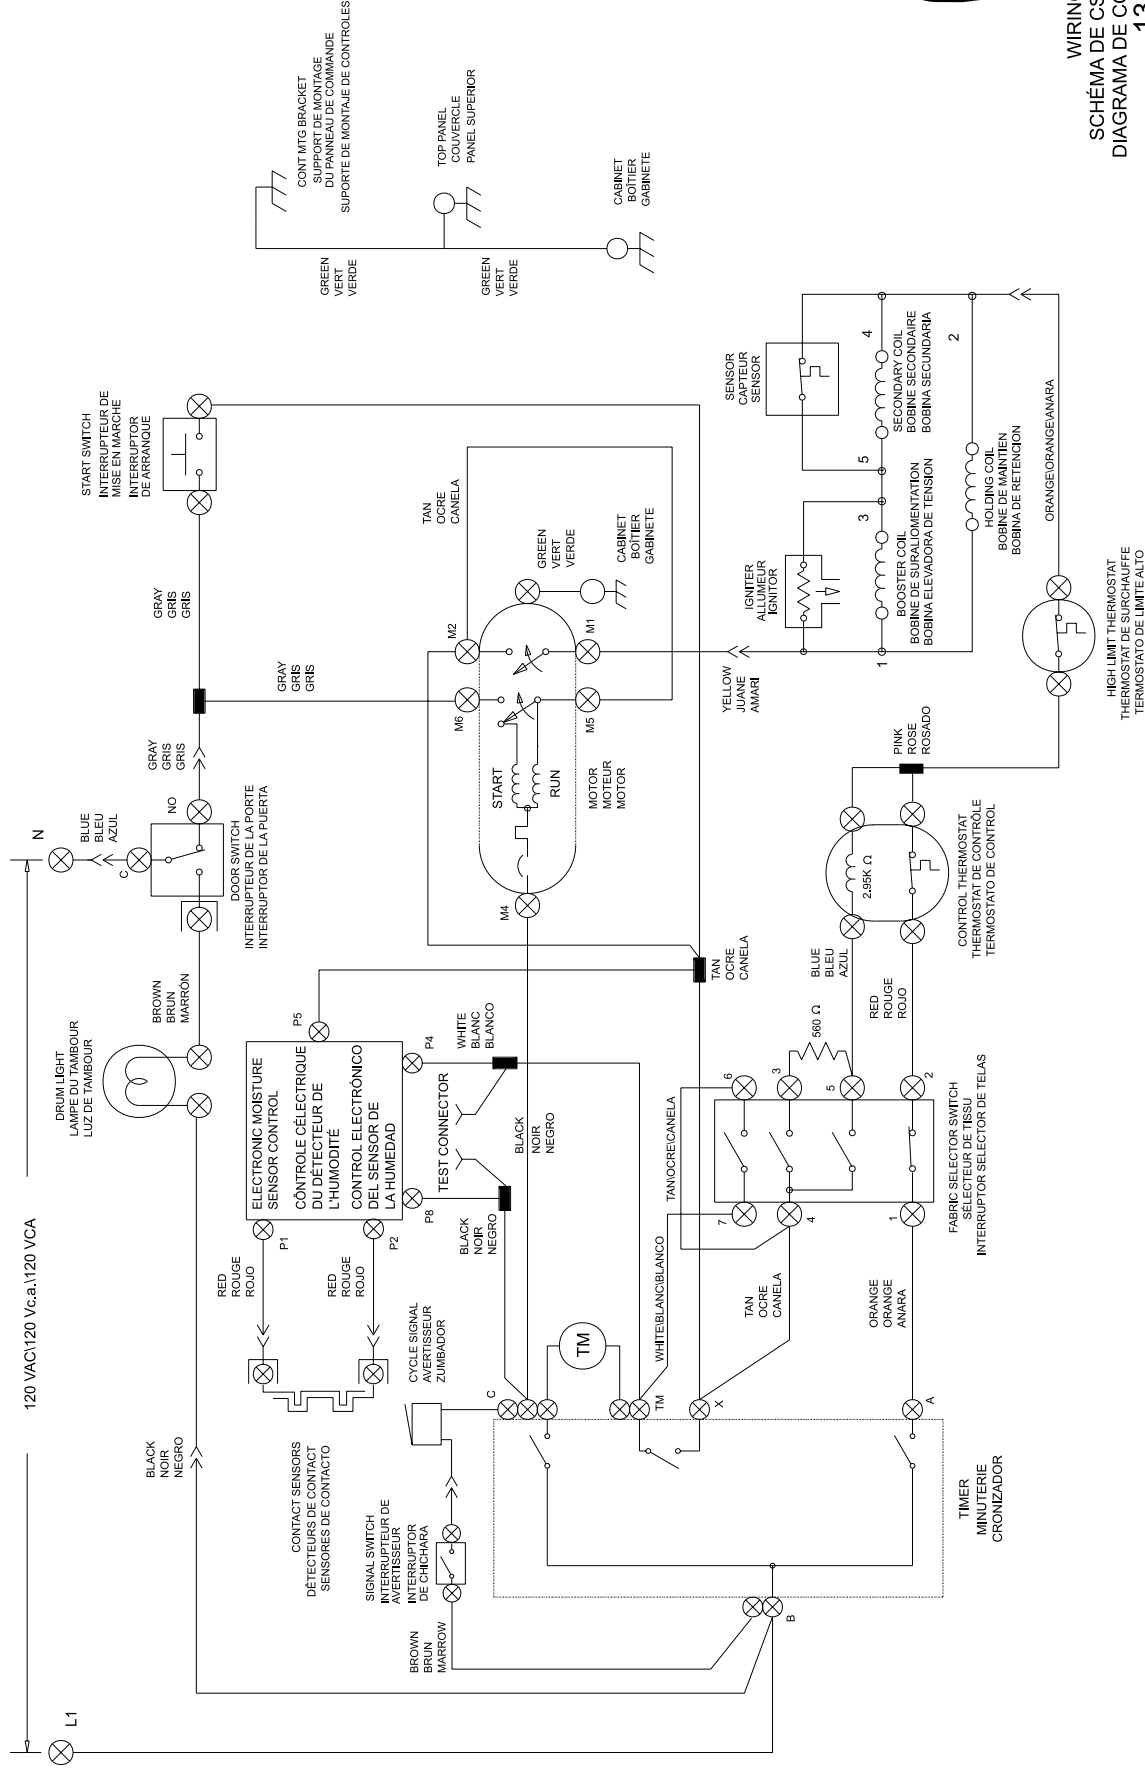 WIRING
SCHÉMA DE CS
DIAGRAMA DE CO
13
120 VAC\120 Vc.a.\120 VCA
L1
N
BLUE
BLEU
AZUL
C
NO
DOOR SWITCH
INTERRUPTEUR DE LA PORTE
INTERRUPTOR DE LA PUERTA
DRUM LIGHT
LAMPE DU TAMBOUR
LUZ DE TAMBOUR
BROWN
BRUN
MARRÓN
BLACK
NOIR
NEGRO
GRAY
GRIS
GRIS
GRAY
GRIS
GRIS
GRAY
GRIS
GRIS
START SWITCH
INTERRUPTEUR DE
MISE EN MARCHE
INTERRUPTOR
DE ARRANQUE
CONT MTG BRACKET
SUPPORT DE MONTAGE
DU PANNEAU DE COMMANDE
SUPORTE DE MONTAJE DE CONTROLES
GREEN
VERT
VERDE
TOP PANEL
COUVERCLE
PANEL SUPERIOR
GREEN
VERT
VERDE
CABINET
BOÎTIER
GABINETE
ELECTRONIC MOISTURE
SENSOR CONTROL
CÔNTROLE CÉLECTRIQUE
DU DÉTECTEUR DE
L'HUMODITÉ
CONTROL ELECTRÓNICO
DEL SENSOR DE
LA HUMEDAD
P1
P2
P5
P4
P8
RED
ROUGE
ROJO
RED
ROUGE
ROJO
CONTACT SENSORS
DÉTECTEURS DE CONTACT
SENSORES DE CONTACTO
TEST CONNECTOR
WHITE
BLANC
BLANCO
BLACK
NOIR
NEGRO
BLACK
NOIR
NEGRO
CYCLE SIGNAL
AVERTISSEUR
ZUMBADOR
SIGNAL SWITCH
INTERRUPTEUR DE
AVERTISSEUR
INTERRUPTOR
DE CHICHARA
BROWN
BRUN
MARROW
TAN
OCRE
CANELA
M2
M6
M1
M5
M4
START
RUN
MOTOR
MOTEUR
MOTOR
GREEN
VERT
VERDE
CABINET
BOÎTIER
GABINETE
TAN
OCRE
CANELA
C
TM
TM
X
A
B
WHITE\BLANC\BLANCO
TAN\OCRE\CANELA
TAN
OCRE
CANELA
ORANGE
ORANGE
ANARA
TIMER
MINUTERIE
CRONIZADOR
7
4
1
6
3
5
2
FABRIC SELECTOR SWITCH
SÉLECTEUR DE TISSU
INTERRUPTOR SELECTOR DE TELAS
560 Ω
BLUE
BLEU
AZUL
RED
ROUGE
ROJO
2.95K Ω
CONTROL THERMOSTAT
THERMOSTAT DE CONTRÔLE
TERMOSTATO DE CONTROL
PINK
ROSE
ROSADO
HIGH LIMIT THERMOSTAT
THERMOSTAT DE SURCHAUFFE
TERMOSTATO DE LIMITE ALTO
ORANGE\ORANGE\ANARA
YELLOW
JUANE
AMARI
IGNITER
ALLUMEUR
IGNITOR
SENSOR
CAPTEUR
SENSOR
1
3
5
4
2
BOOSTER COIL
BOBINE DE SURALIOMENTATION
BOBINA ELEVADORA DE TENSION
SECONDARY COIL
BOBINE SECONDAIRE
BOBINA SECUNDARIA
HOLDING COIL
BOBINE DE MAINTIEN
BOBINA DE RETENCION